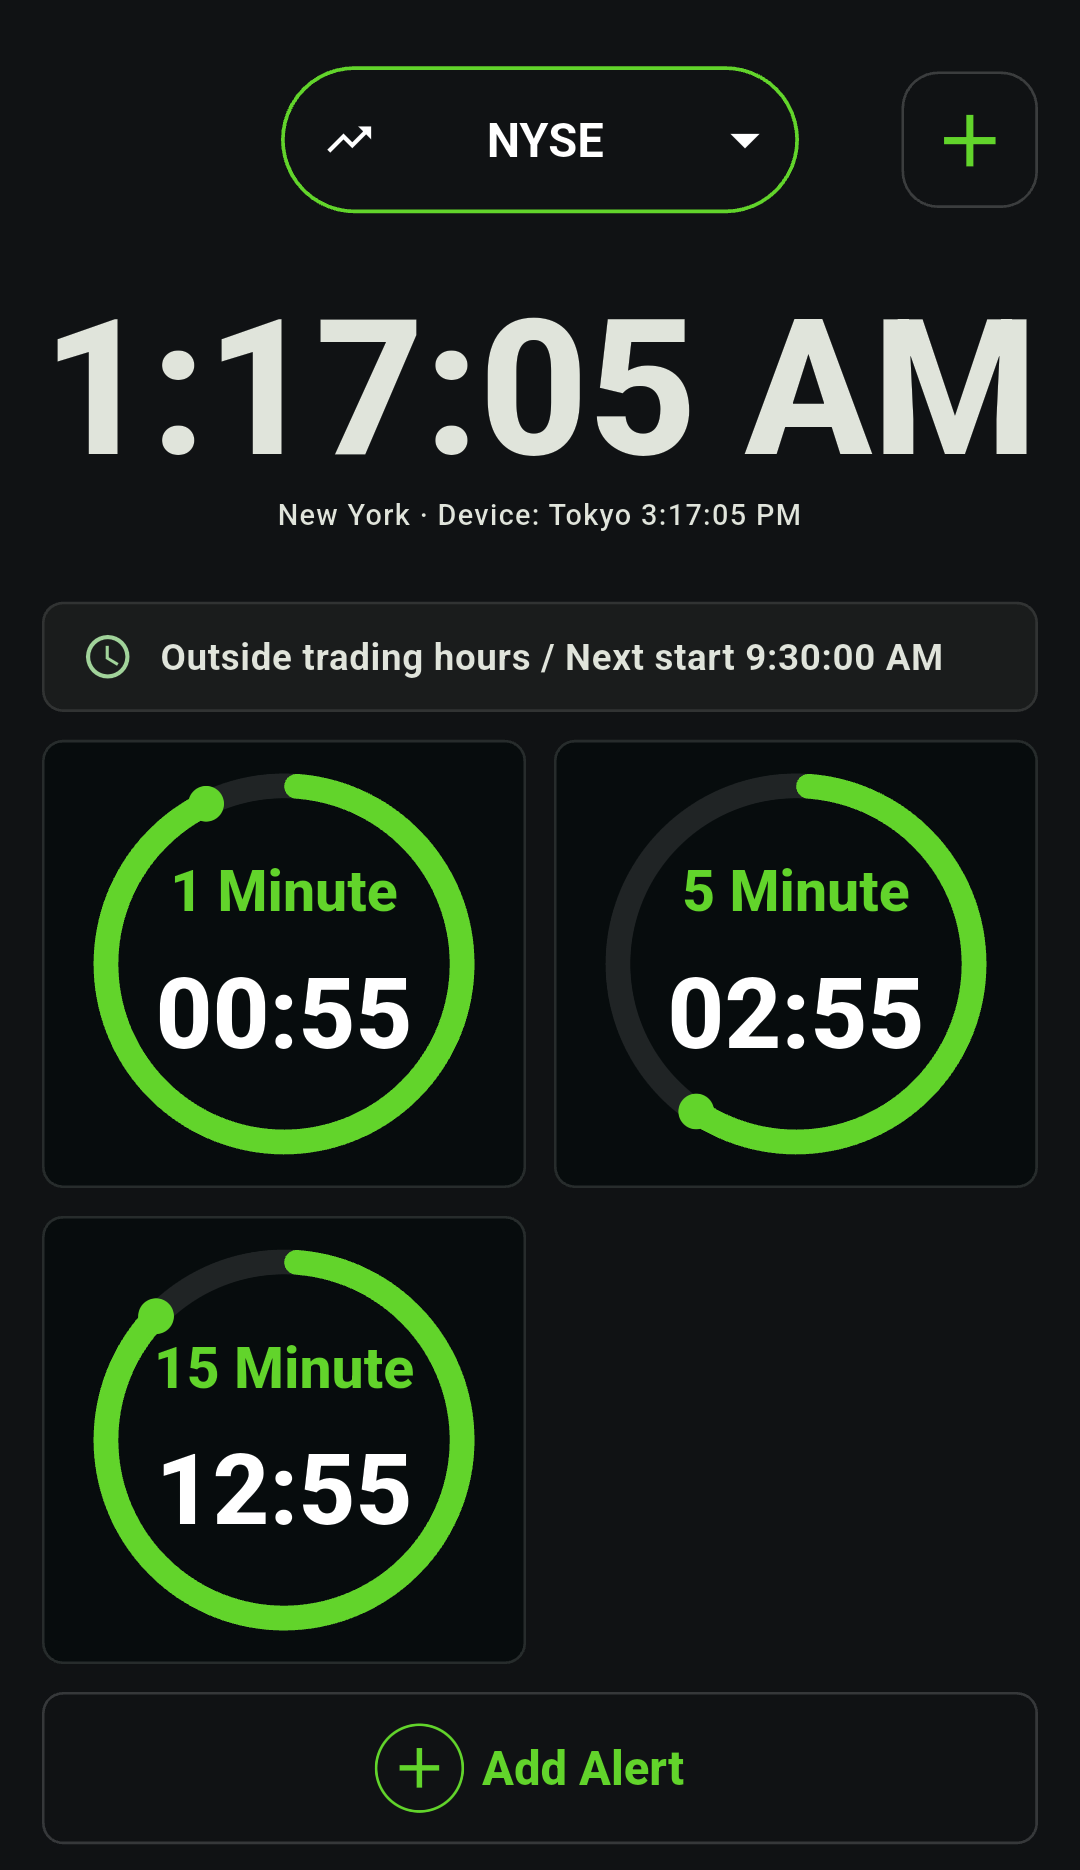 NYSE
1:17:05 AM
New York · Device: Tokyo 3:17:05 PM
Outside trading hours / Next start 9:30:00 AM
1 Minute
00:55
5 Minute
02:55
15 Minute
12:55
Add Alert